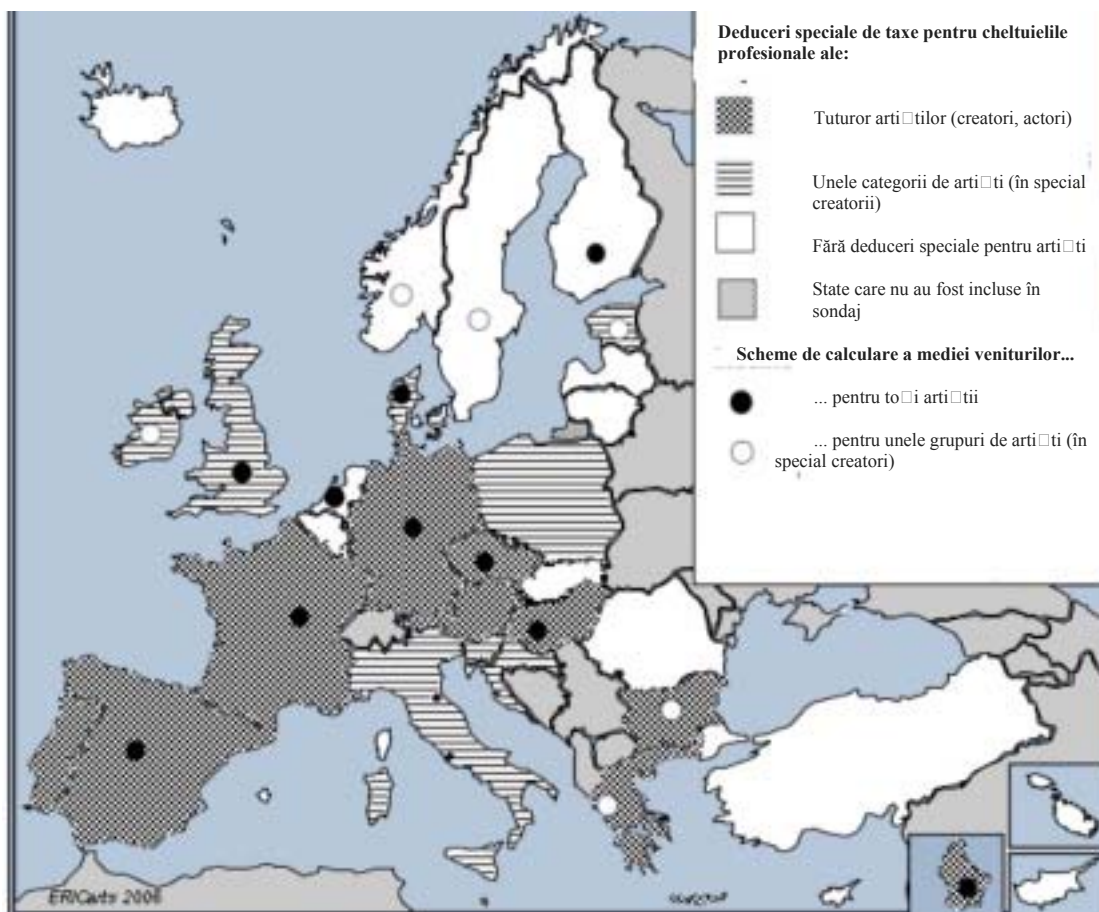 Deduceri speciale de taxe pentru cheltuielile
profesionale ale:
Tuturor arti□tilor (creatori, actori)
Unele categorii de arti□ti (în special
creatorii)
Fără deduceri speciale pentru arti□ti
State care nu au fost incluse în
sondaj
Scheme de calculare a mediei veniturilor...
... pentru to□i arti□tii
... pentru unele grupuri de arti□ti (în
special creatori)
ERICarts 2006